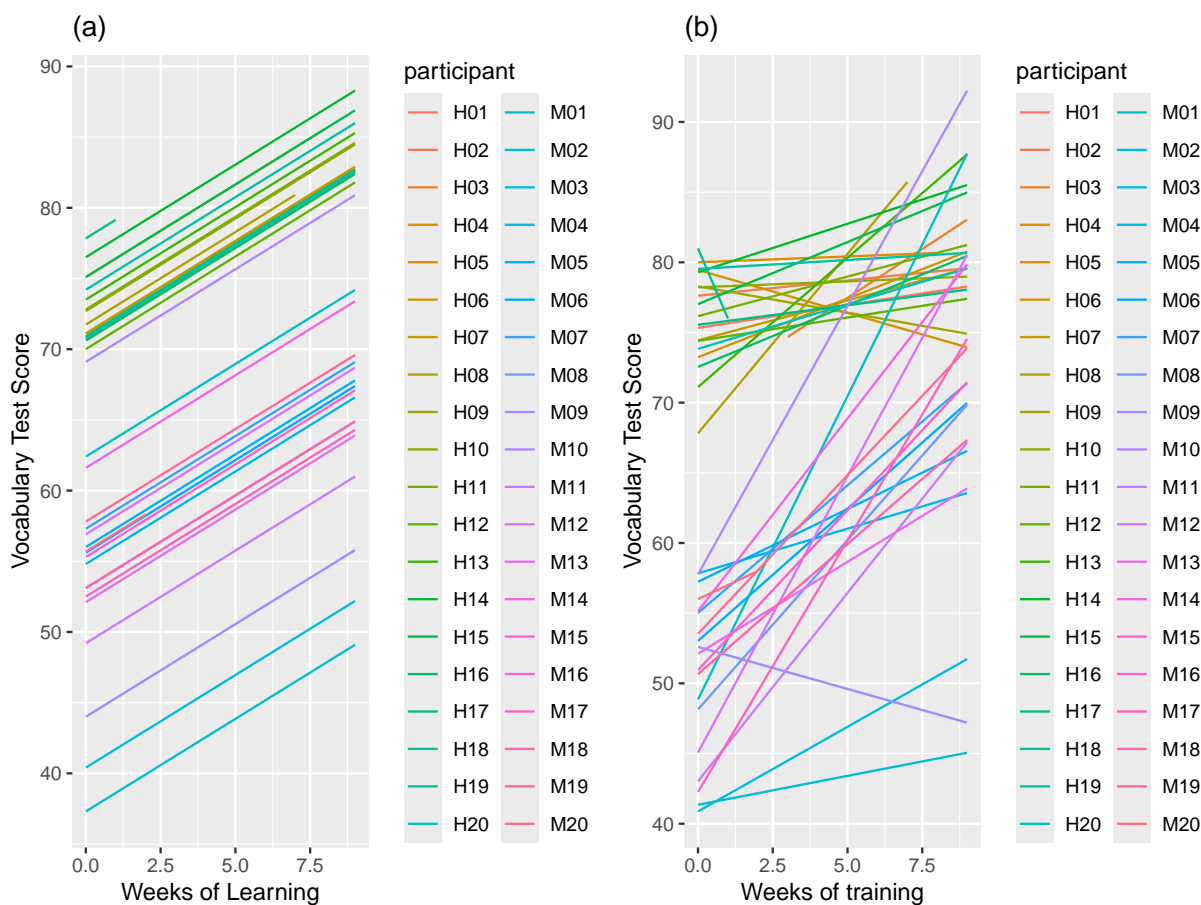 (a)
90
80
70
60
50
40
0.0 2.5 5.0 7.5
Weeks of Learning
Vocabulary Test Score
participant
H01 M01
H02 M02
H03 M03
H04 M04
H05 M05
H06 M06
H07 M07
H08 M08
H09 M09
H10 M10
H11 M11
H12 M12
H13 M13
H14 M14
H15 M15
H16 M16
H17 M17
H18 M18
H19 M19
H20 M20
(b)
90
80
70
60
50
40
0.0 2.5 5.0 7.5
Weeks of training
Vocabulary Test Score
participant
H01 M01
H02 M02
H03 M03
H04 M04
H05 M05
H06 M06
H07 M07
H08 M08
H09 M09
H10 M10
H11 M11
H12 M12
H13 M13
H14 M14
H15 M15
H16 M16
H17 M17
H18 M18
H19 M19
H20 M20